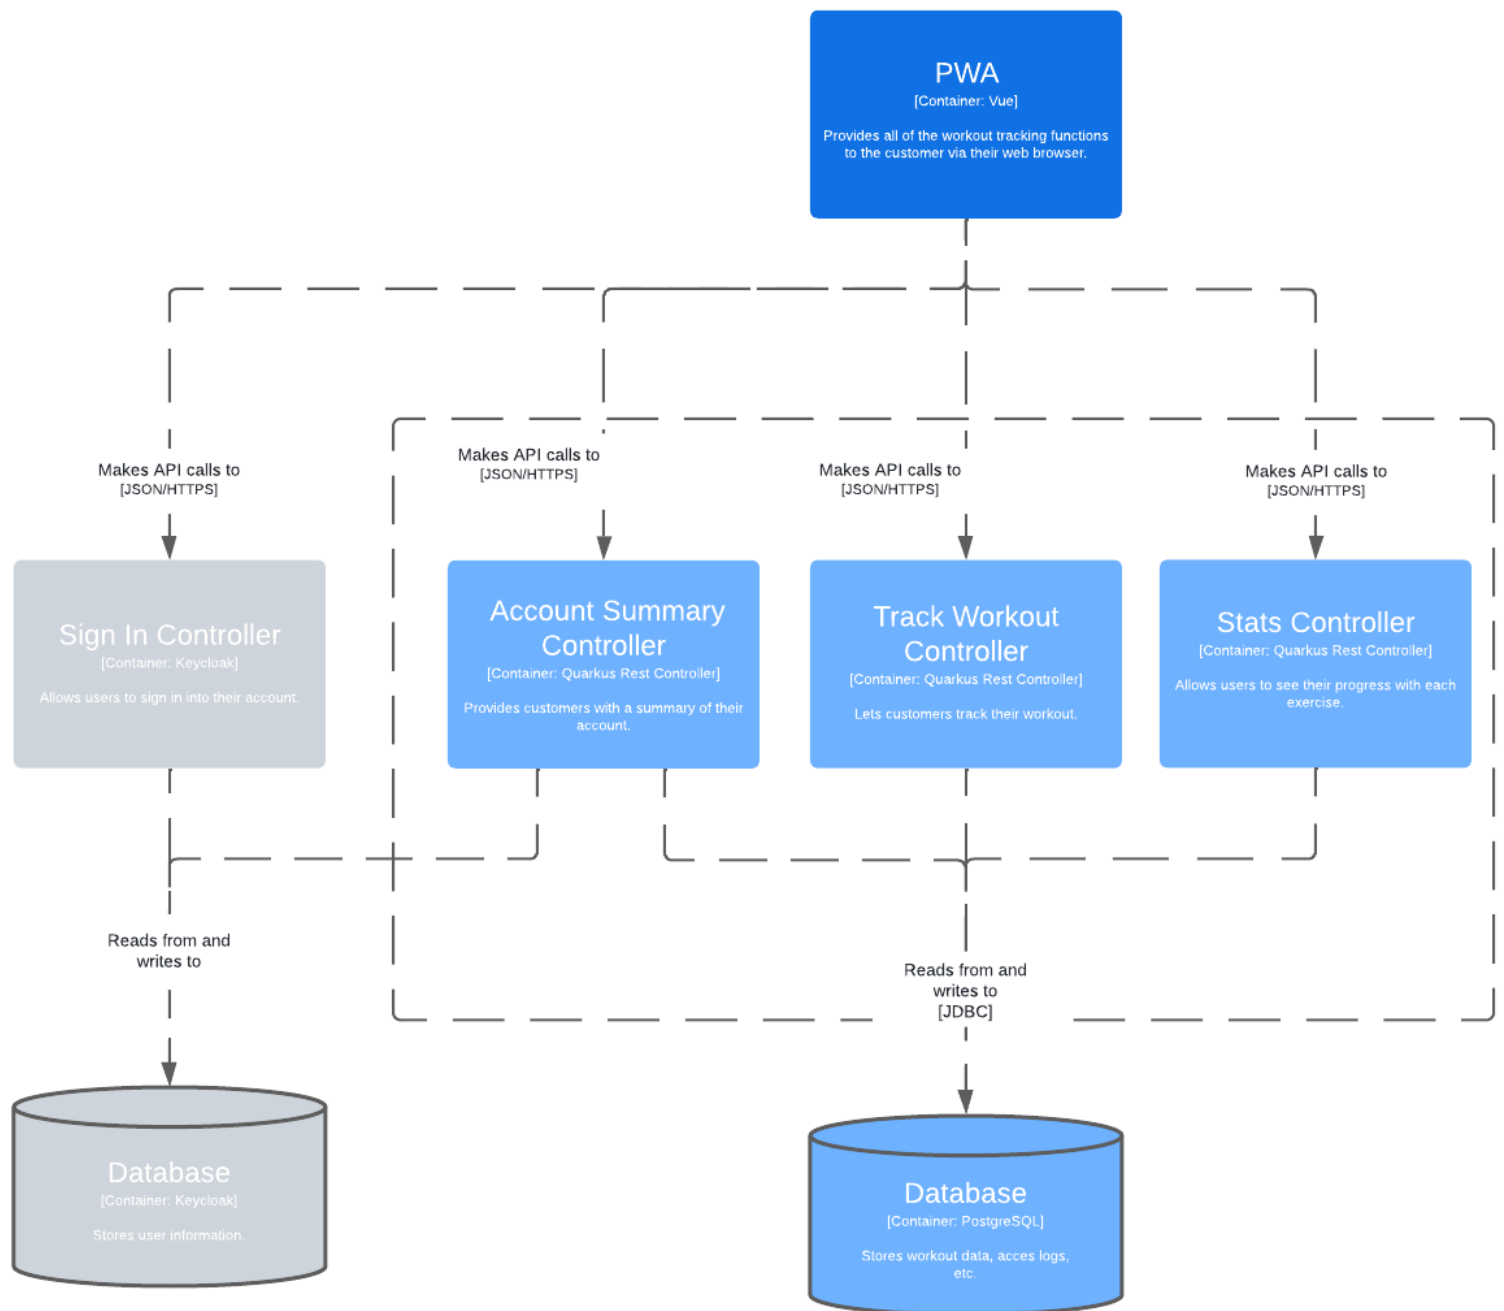 PWA
[Container: Vue]
Provides all of the workout tracking functions
to the customer via their web browser.
Makes API calls to
[JSON/HTTPS]
Makes API calls to
[JSON/HTTPS]
Makes API calls to
[JSON/HTTPS]
Makes API calls to
[JSON/HTTPS]
Sign In Controller
[Container: Keycloak]
Allows users to sign in into their account.
Account Summary
Controller
[Container: Quarkus Rest Controller]
Provides customers with a summary of their
account.
Track Workout
Controller
[Container: Quarkus Rest Controller]
Lets customers track their workout.
Stats Controller
[Container: Quarkus Rest Controller]
Allows users to see their progress with each
exercise.
Reads from and
writes to
Reads from and
writes to
[JDBC]
Database
[Container: Keycloak]
Stores user information.
Database
[Container: PostgreSQL]
Stores workout data, acces logs,
etc.